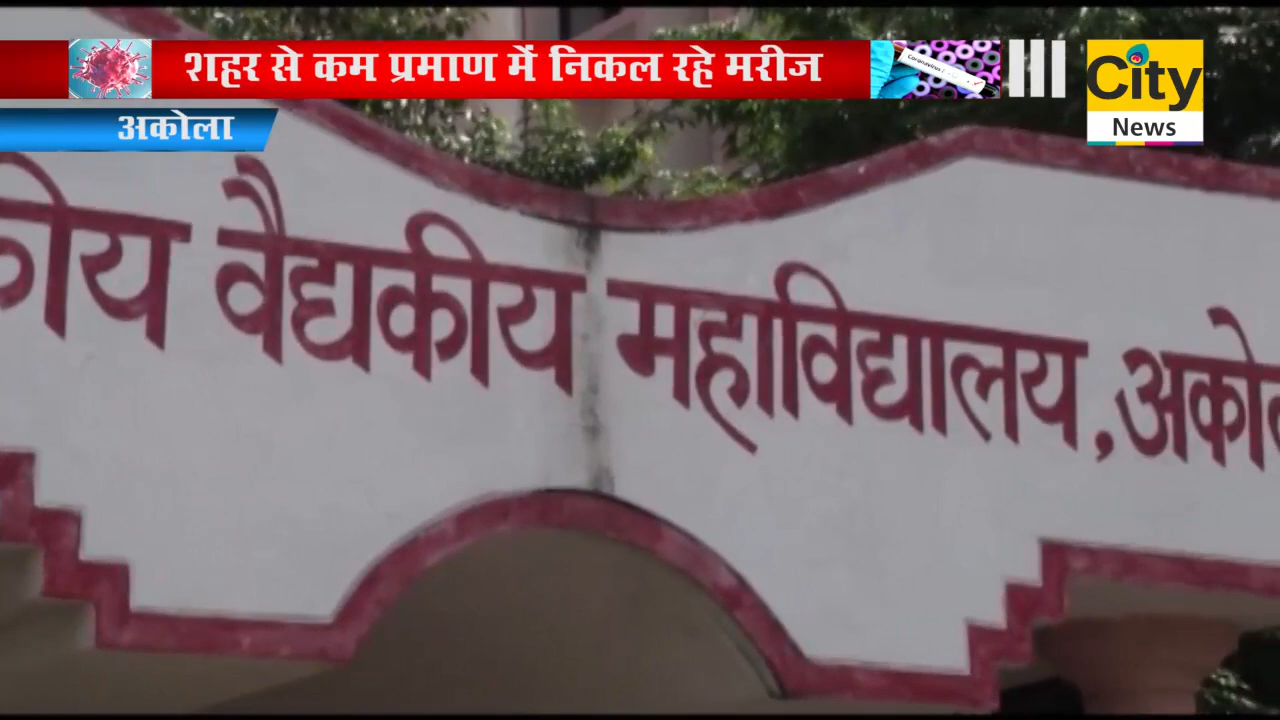 शहर से कम प्रमाण में निकल रहे मरीज
City
News
अकोला
कीय वैद्यकीय महाविद्यालय, अकोल